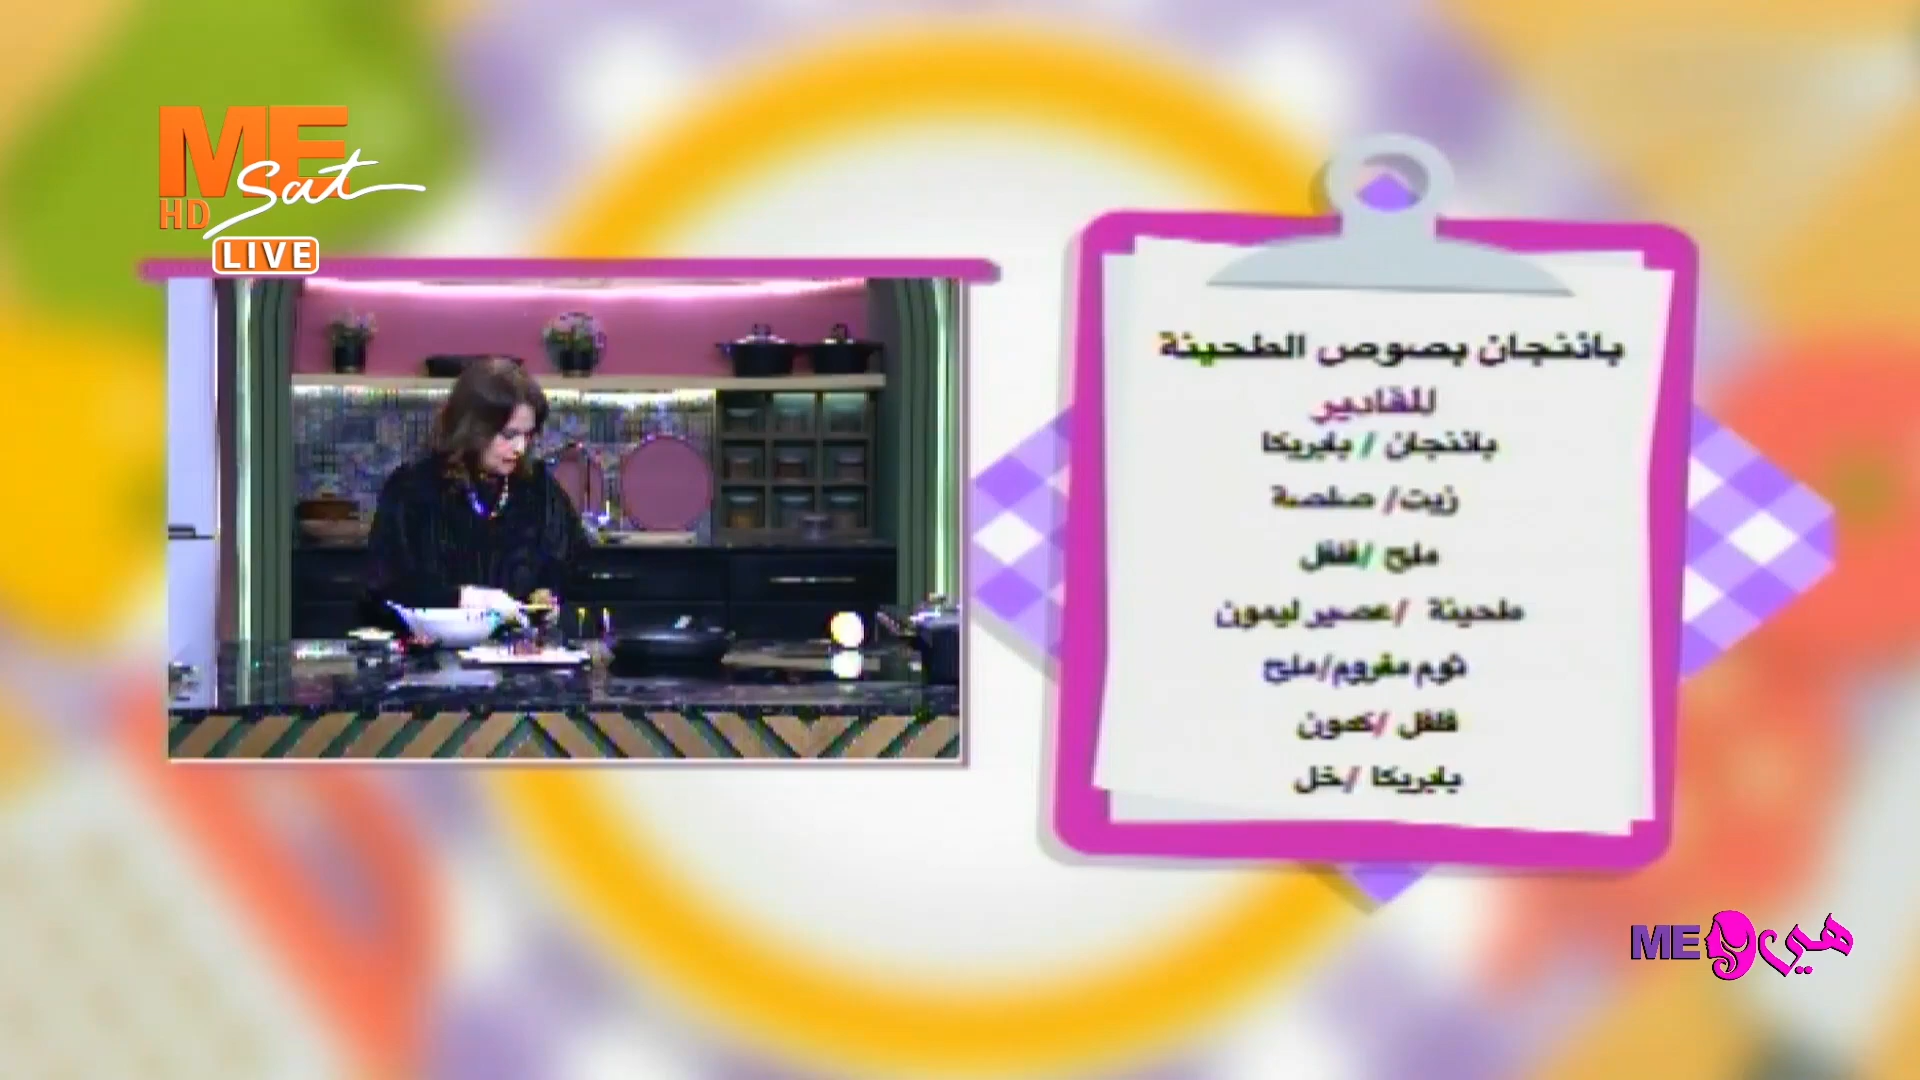 ME
Sat
HD
LIVE
باذنجان بصوص الطحينة
المقادير
باذنجان / بابريكا
زيت/ صلصة
ملح /فلفل
طحينة /عصير ليمون
ثوم مفروم/ملح
فلفل /كمون
بابريكا /خل
ME هي